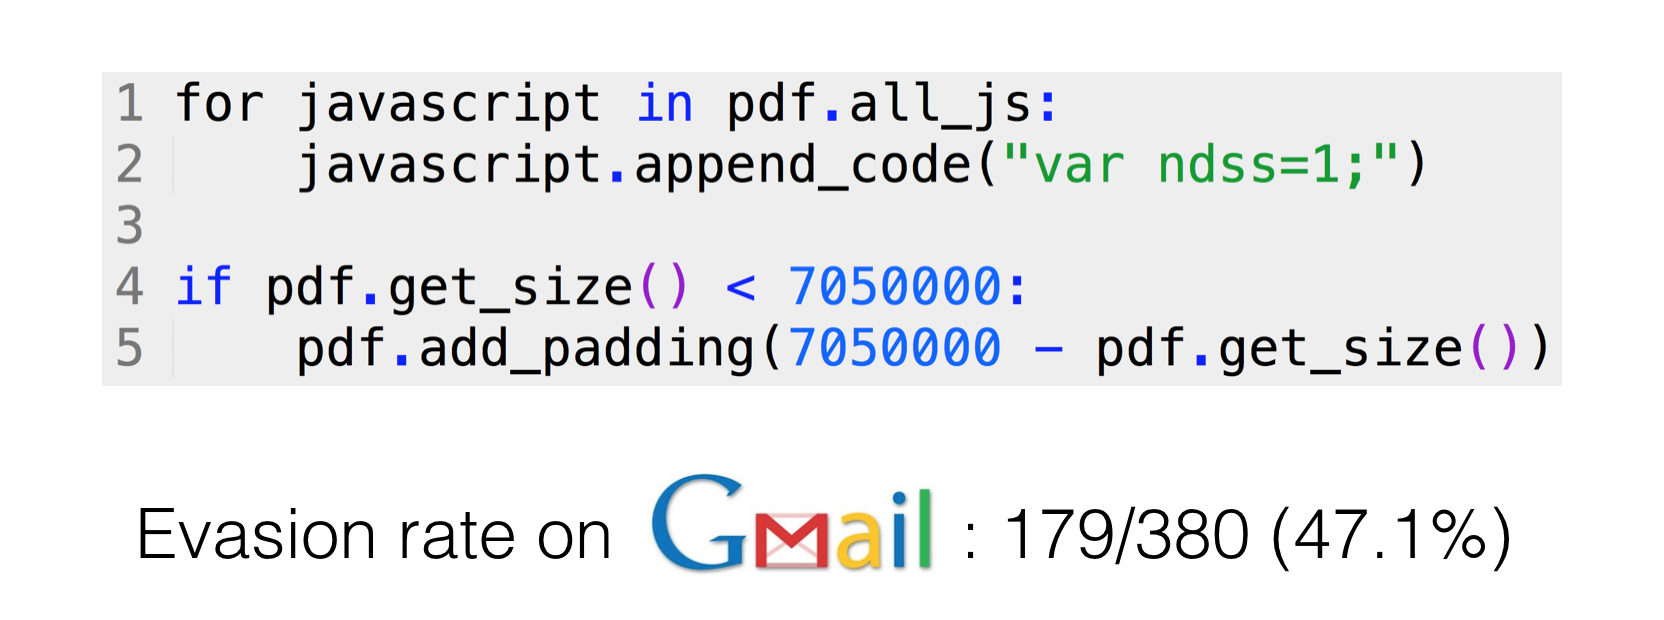 1 for javascript in pdf.all_js:
2     javascript.append_code("var ndss=1;")
3
4 if pdf.get_size() < 7050000:
5     pdf.add_padding(7050000 – pdf.get_size())
Evasion rate on Gmail : 179/380 (47.1%)